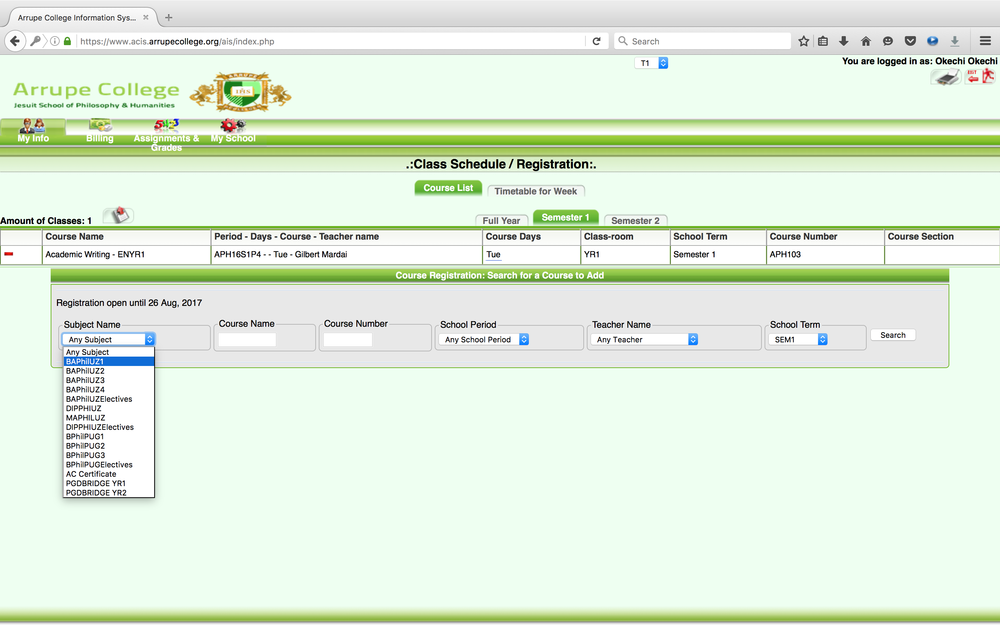 Arrupe College Information Sys...
https://www.acis.arrupecollege.org/ais/index.php
Search
T1
You are logged in as: Okechi Okechi
EXIT
Arrupe College
Jesuit School of Philosophy & Humanities
ARRUPE
IHS
COLLEGE
My Info
Billing
Assignments & Grades
My School
.:Class Schedule / Registration:.
Course List
Timetable for Week
Amount of Classes: 1
Full Year
Semester 1
Semester 2
Course Name
Period - Days - Course - Teacher name
Course Days
Class-room
School Term
Course Number
Course Section
Academic Writing - ENYR1
APH16S1P4 - - Tue - Gilbert Mardai
Tue
YR1
Semester 1
APH103
Course Registration: Search for a Course to Add
Registration open until 26 Aug, 2017
Subject Name
Course Name
Course Number
School Period
Teacher Name
School Term
Any Subject
Any School Period
Any Teacher
SEM1
Search
Any Subject
BAPhilUZ1
BAPhilUZ2
BAPhilUZ3
BAPhilUZ4
BAPhilUZElectives
DIPPHIUZ
MAPHILUZ
DIPPHIUZElectives
BPhilPUG1
BPhilPUG2
BPhilPUG3
BPhilPUGElectives
AC Certificate
PGDBRIDGE YR1
PGDBRIDGE YR2